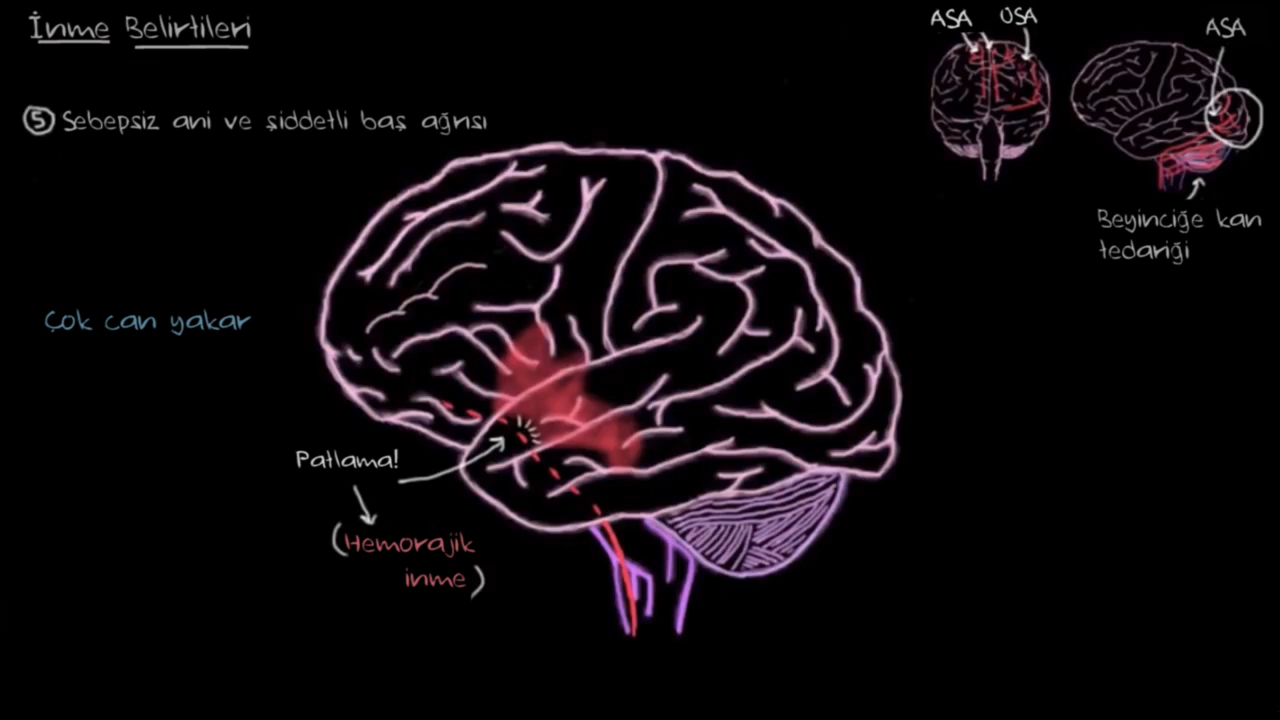 İnme Belirtileri
⑤ Sebepsiz ani ve şiddetli baş ağrısı
Çok can yakar
Patlama!
(Hemorajik
inme)
ASA ÜSA
ASA
Beyinciğe kan
tedariği